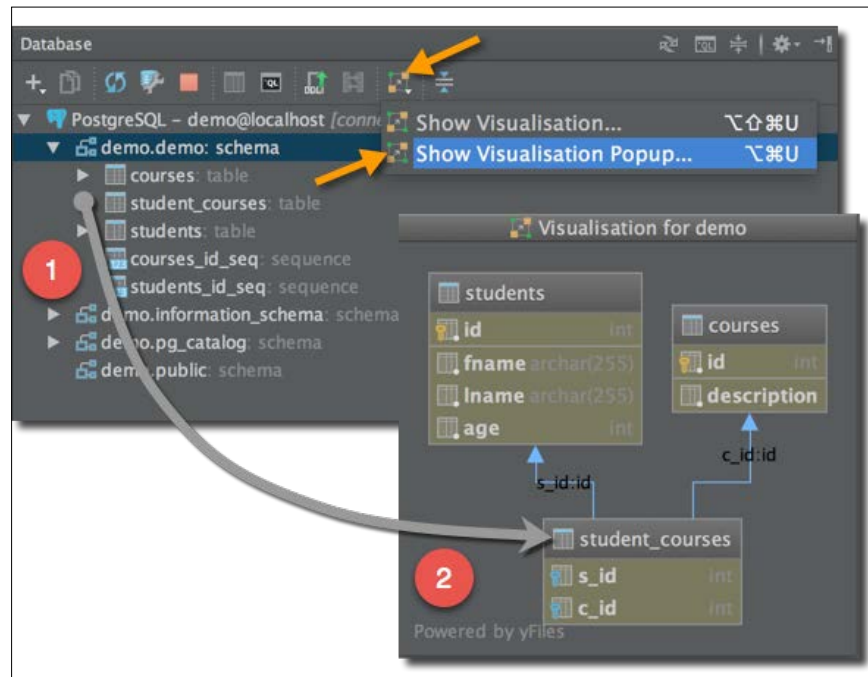 Database
PostgreSQL – demo@localhost [conne
Show Visualisation... ⌥⇧⌘U
demo.demo: schema
Show Visualisation Popup... ⌥⌘U
courses: table
student_courses: table
students: table
1
courses_id_seq: sequence
students_id_seq: sequence
demo.information_schema: schema
demo.pg_catalog: schema
demo.public: schema
Visualisation for demo
students
id int
fname archar(255)
lname archar(255)
age int
courses
id int
description
s_id:id
c_id:id
student_courses
2
s_id int
c_id int
Powered by yFiles